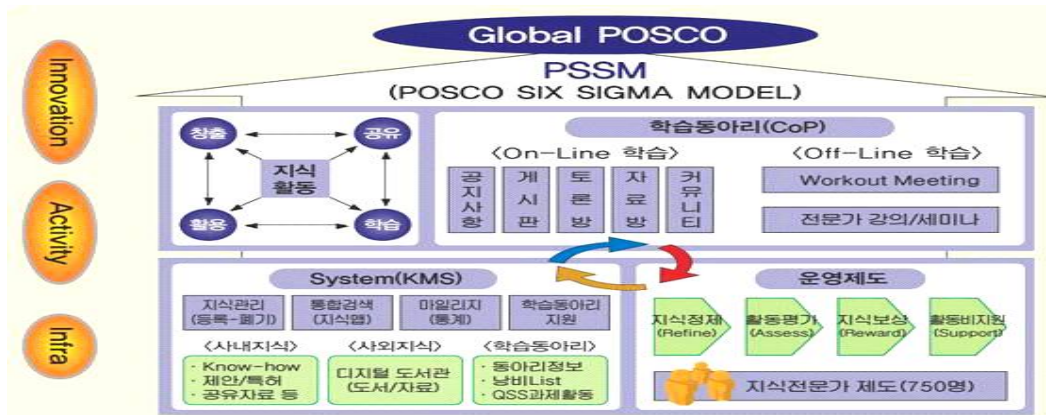 Global POSCO
PSSM
(POSCO SIX SIGMA MODEL)
Innovation
Activity
Infra
창출
공유
지식
활동
활용
학습
학습동아리(CoP)
<On-Line 학습>
공지사항
게시판
토론방
자료방
커뮤니티
<Off-Line 학습>
Workout Meeting
전문가 강의/세미나
System(KMS)
지식관리
(등록-폐기)
통합검색
(지식맵)
마일리지
(통계)
학습동아리
지원
<사내지식>
· Know-how
· 제안/특허
· 공유자료 등
<사외지식>
디지털 도서관
(도서/자료)
<학습동아리>
· 동아리정보
· 낭비List
· QSS과제활동
운영제도
지식정제
(Refine)
활동평가
(Assess)
지식보상
(Reward)
활동비지원
(Support)
지식전문가 제도(750명)